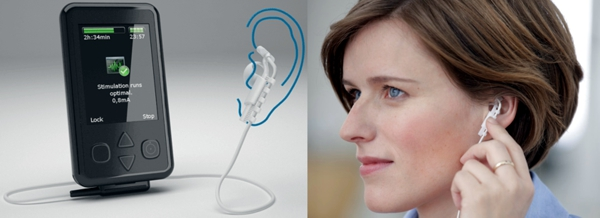 2h:34min 23:57
Stimulation runs
optimal.
0,8mA
Lock Stop